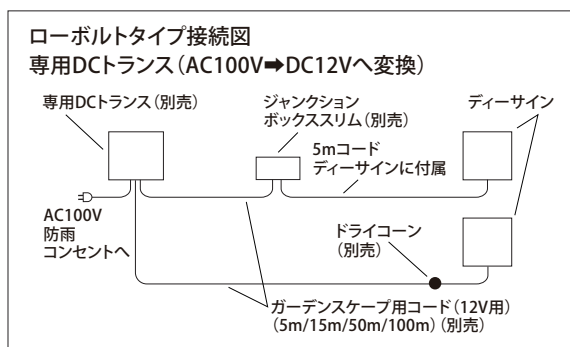 ローボルトタイプ接続図
専用DCトランス（AC100V➡DC12Vへ変換）
専用DCトランス（別売）
ジャンクション
ボックススリム（別売）
ディーサイン
5mコード
ディーサインに付属
AC100V
防雨
コンセントへ
ドライコーン
（別売）
ガーデンスケープ用コード（12V用）
（5m/15m/50m/100m）（別売）